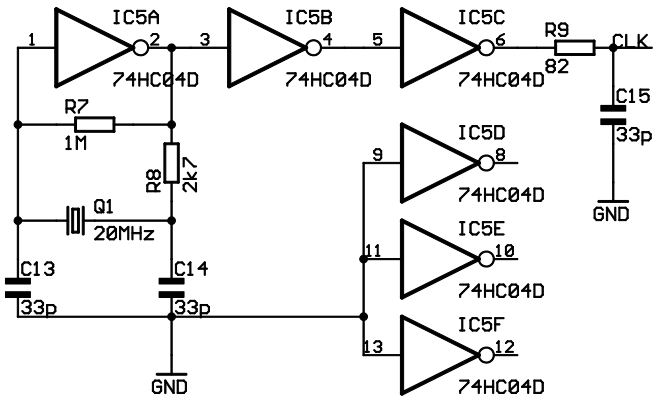 IC5A
1
2
74HC04D
IC5B
3
4
74HC04D
IC5C
5
6
74HC04D
R9
82
CLK
C15
33p
GND
R7
1M
R8
2k7
Q1
20MHz
C13
33p
C14
33p
GND
IC5D
9
8
74HC04D
IC5E
11
10
74HC04D
IC5F
13
12
74HC04D